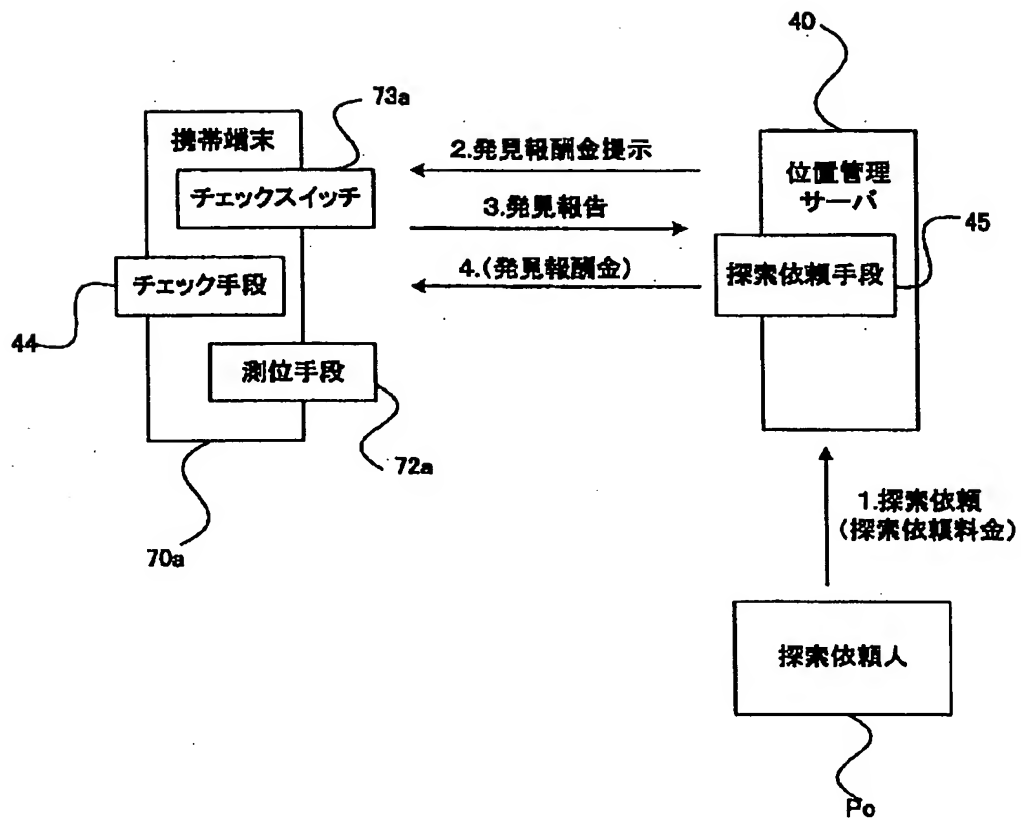 40
73a
携帯端末
チェックスイッチ
2.発見報酬金提示
位置管理
サーバ
3.発見報告
45
チェック手段
4.(発見報酬金)
探索依頼手段
44
測位手段
72a
70a
1.探索依頼
(探索依頼料金)
探索依頼人
Po